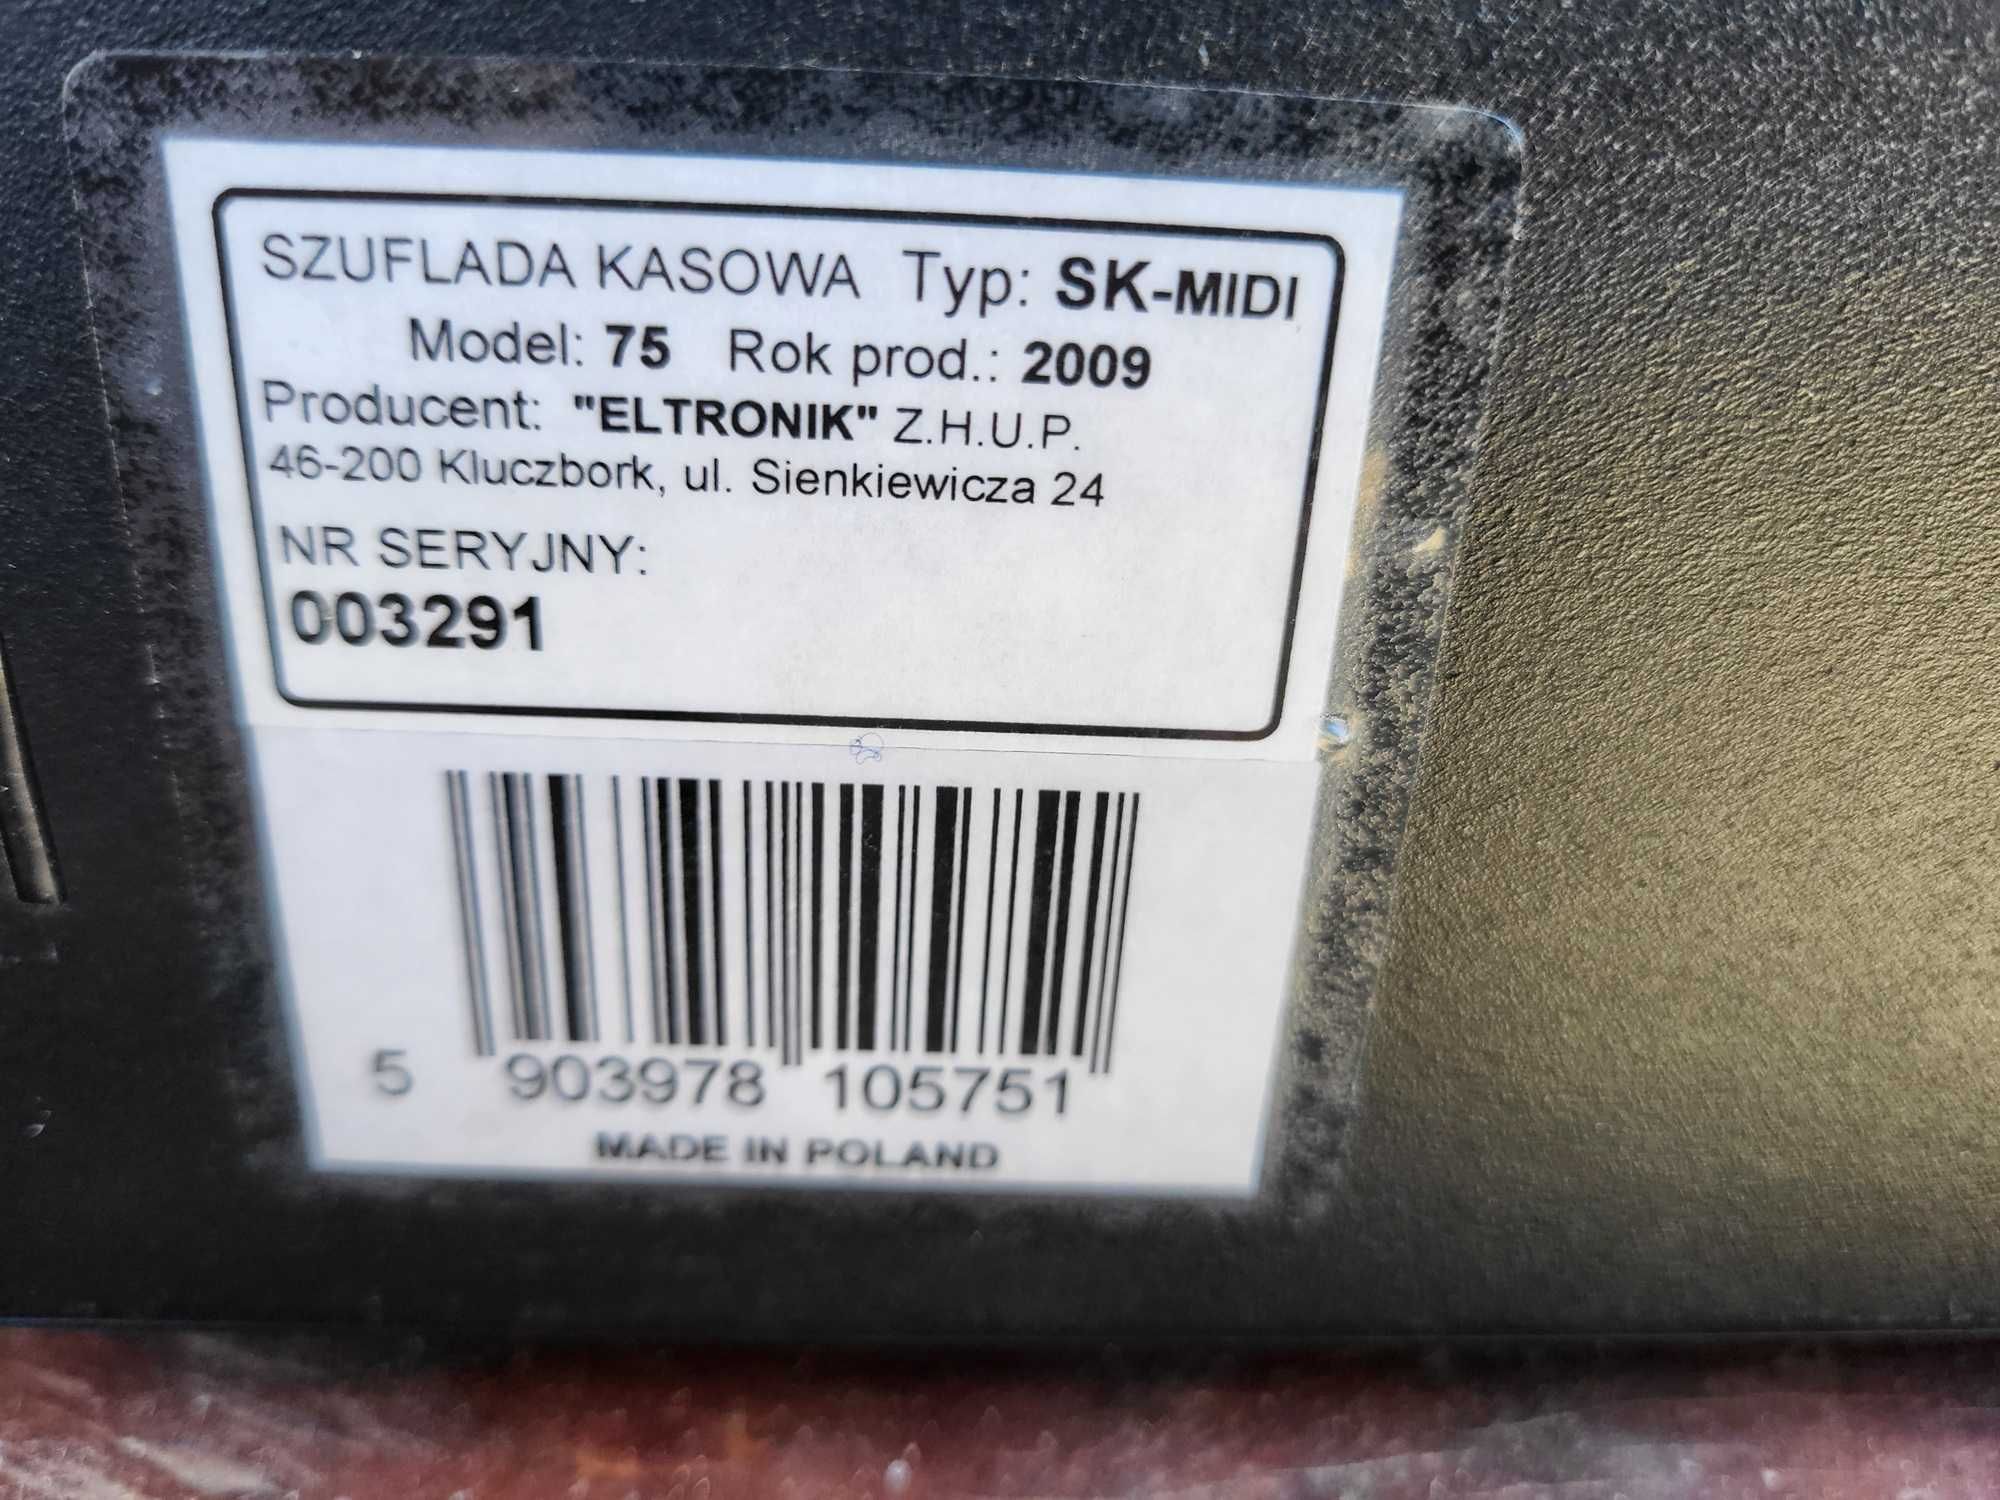 SZUFLADA KASOWA Typ: SK-MIDI
Model: 75 Rok prod.: 2009
Producent: "ELTRONIK" Z.H.U.P.
46-200 Kluczbork, ul. Sienkiewicza 24
NR SERYJNY:
003291
5 903978 105751
MADE IN POLAND